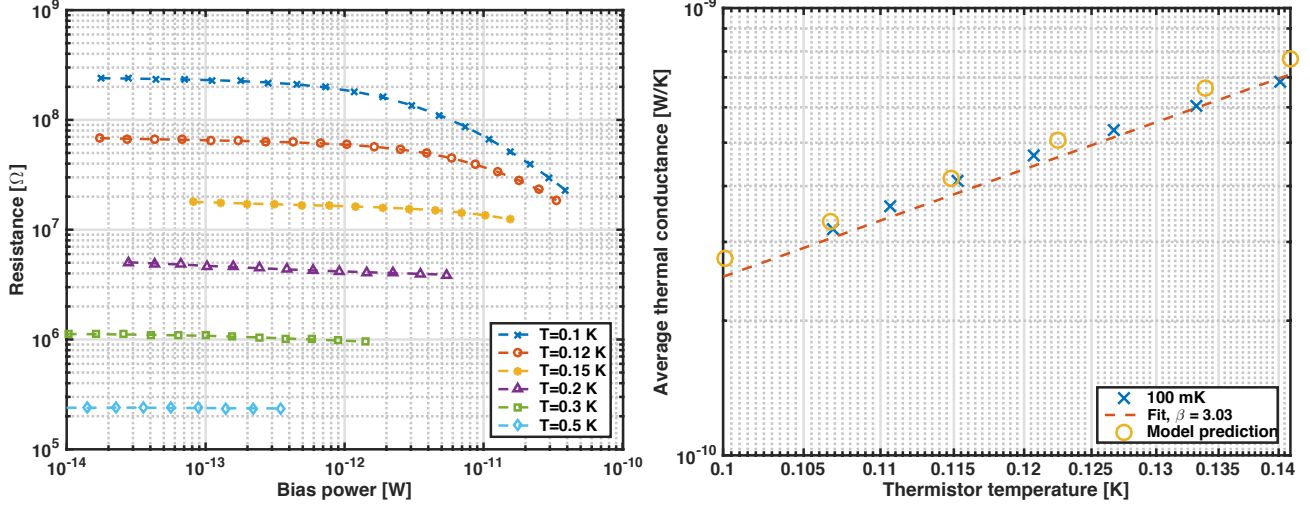 10^9
10^8
10^7
10^6
10^5
Resistance [Ω]
10^-14
10^-13
10^-12
10^-11
10^-10
Bias power [W]
T=0.1 K
T=0.12 K
T=0.15 K
T=0.2 K
T=0.3 K
T=0.5 K
10^-9
10^-10
Average thermal conductance [W/K]
0.1
0.105
0.11
0.115
0.12
0.125
0.13
0.135
0.14
Thermistor temperature [K]
100 mK
Fit, β = 3.03
Model prediction